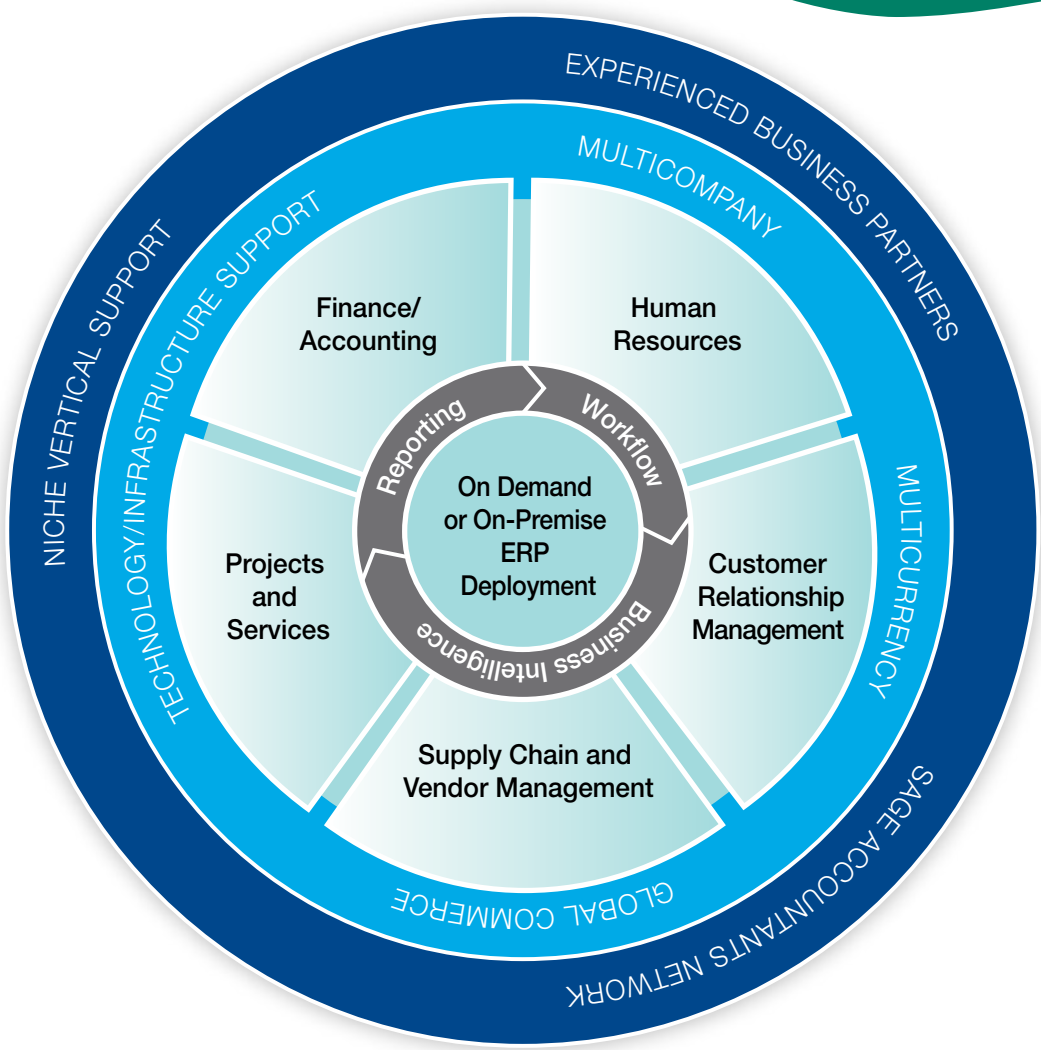 EXPERIENCED BUSINESS PARTNERS
NICHE VERTICAL SUPPORT
SAGE ACCOUNTANTS NETWORK
MULTICOMPANY
TECHNOLOGY/INFRASTRUCTURE SUPPORT
MULTICURRENCY
GLOBAL COMMERCE
Finance/
Accounting
Human
Resources
Projects
and
Services
Customer
Relationship
Management
Supply Chain and
Vendor Management
Reporting
Workflow
Business Intelligence
On Demand
or On-Premise
ERP
Deployment